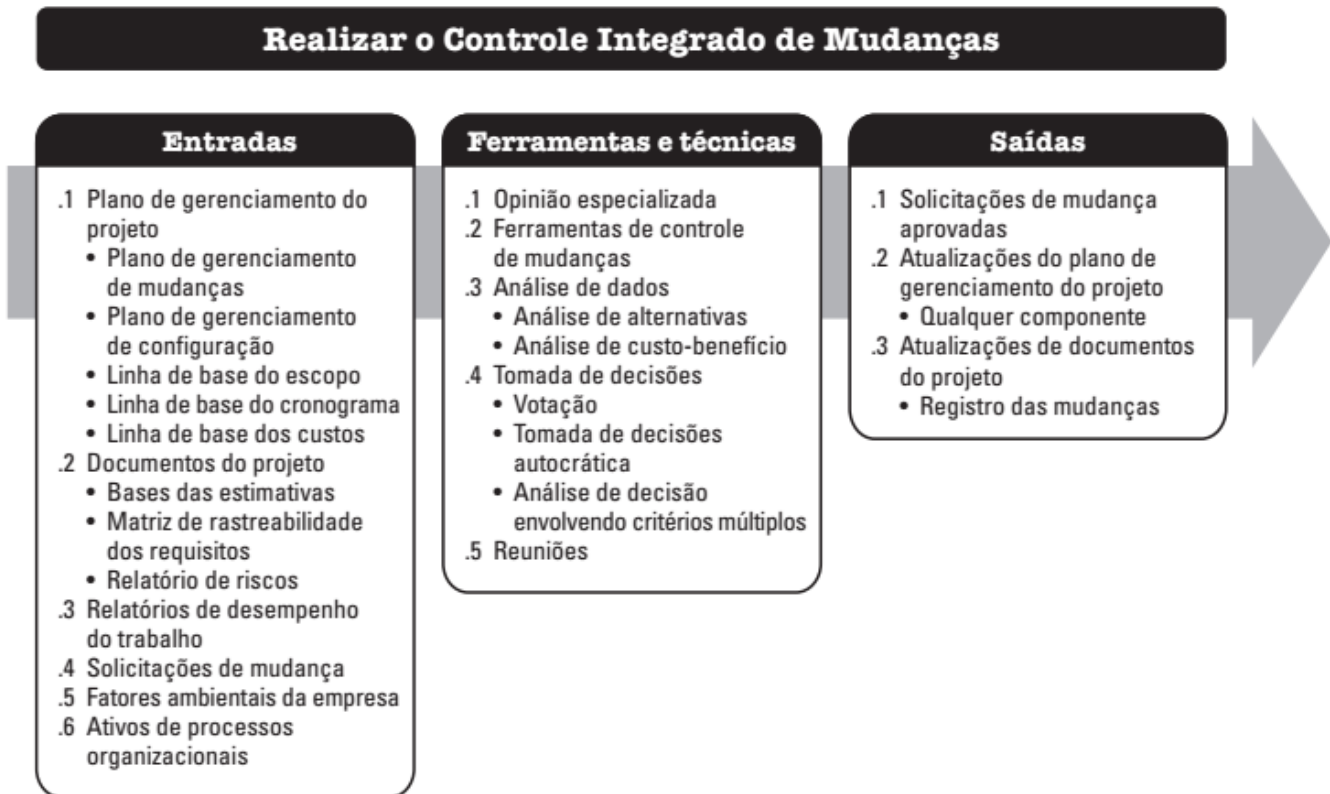 Realizar o Controle Integrado de Mudanças
Entradas
.1 Plano de gerenciamento do
projeto
• Plano de gerenciamento
de mudanças
• Plano de gerenciamento
de configuração
• Linha de base do escopo
• Linha de base do cronograma
• Linha de base dos custos
.2 Documentos do projeto
• Bases das estimativas
• Matriz de rastreabilidade
dos requisitos
• Relatório de riscos
.3 Relatórios de desempenho
do trabalho
.4 Solicitações de mudança
.5 Fatores ambientais da empresa
.6 Ativos de processos
organizacionais
Ferramentas e técnicas
.1 Opinião especializada
.2 Ferramentas de controle
de mudanças
.3 Análise de dados
• Análise de alternativas
• Análise de custo-benefício
.4 Tomada de decisões
• Votação
• Tomada de decisões
autocrática
• Análise de decisão
envolvendo critérios múltiplos
.5 Reuniões
Saídas
.1 Solicitações de mudança
aprovadas
.2 Atualizações do plano de
gerenciamento do projeto
• Qualquer componente
.3 Atualizações de documentos
do projeto
• Registro das mudanças